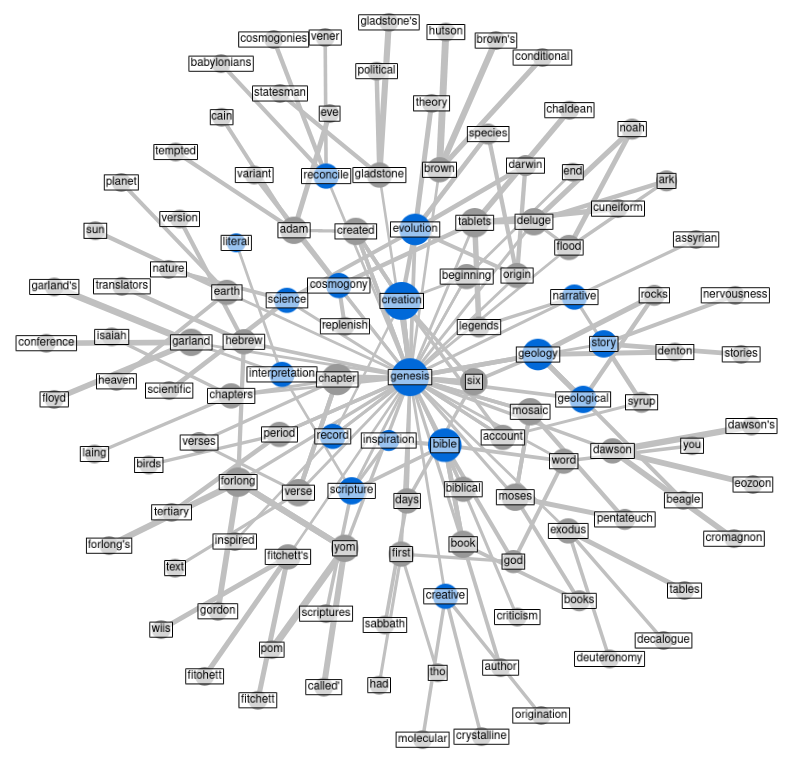 gladstone's
hutson
cosmogonies
vener
brown's
conditional
babylonians
political
statesman
theory
eve
chaldean
cain
species
noah
tempted
darwin
brown
end
variant
reconcile
gladstone
ark
planet
cuneiform
version
tablets
deluge
sun
adam
created
evolution
assyrian
literal
flood
nature
beginning
origin
garland's
translators
earth
science
cosmogony
creation
narrative
rocks
nervousness
replenish
legends
isaiah
conference
garland
hebrew
story
geology
denton
stories
interpretation
chapter
genesis
six
heaven
scientific
chapters
floyd
geological
syrup
mosaic
period
record
inspiration
bible
account
dawson's
verses
you
laing
dawson
birds
word
forlong
verse
scripture
biblical
moses
eozoon
days
beagle
tertiary
pentateuch
forlong's
inspired
exodus
cromagnon
yom
book
fitchett's
first
god
text
tables
creative
books
gordon
scriptures
criticism
wiis
sabbath
decalogue
pom
deuteronomy
fitohett
author
tho
called'
had
fitchett
origination
molecular
crystalline